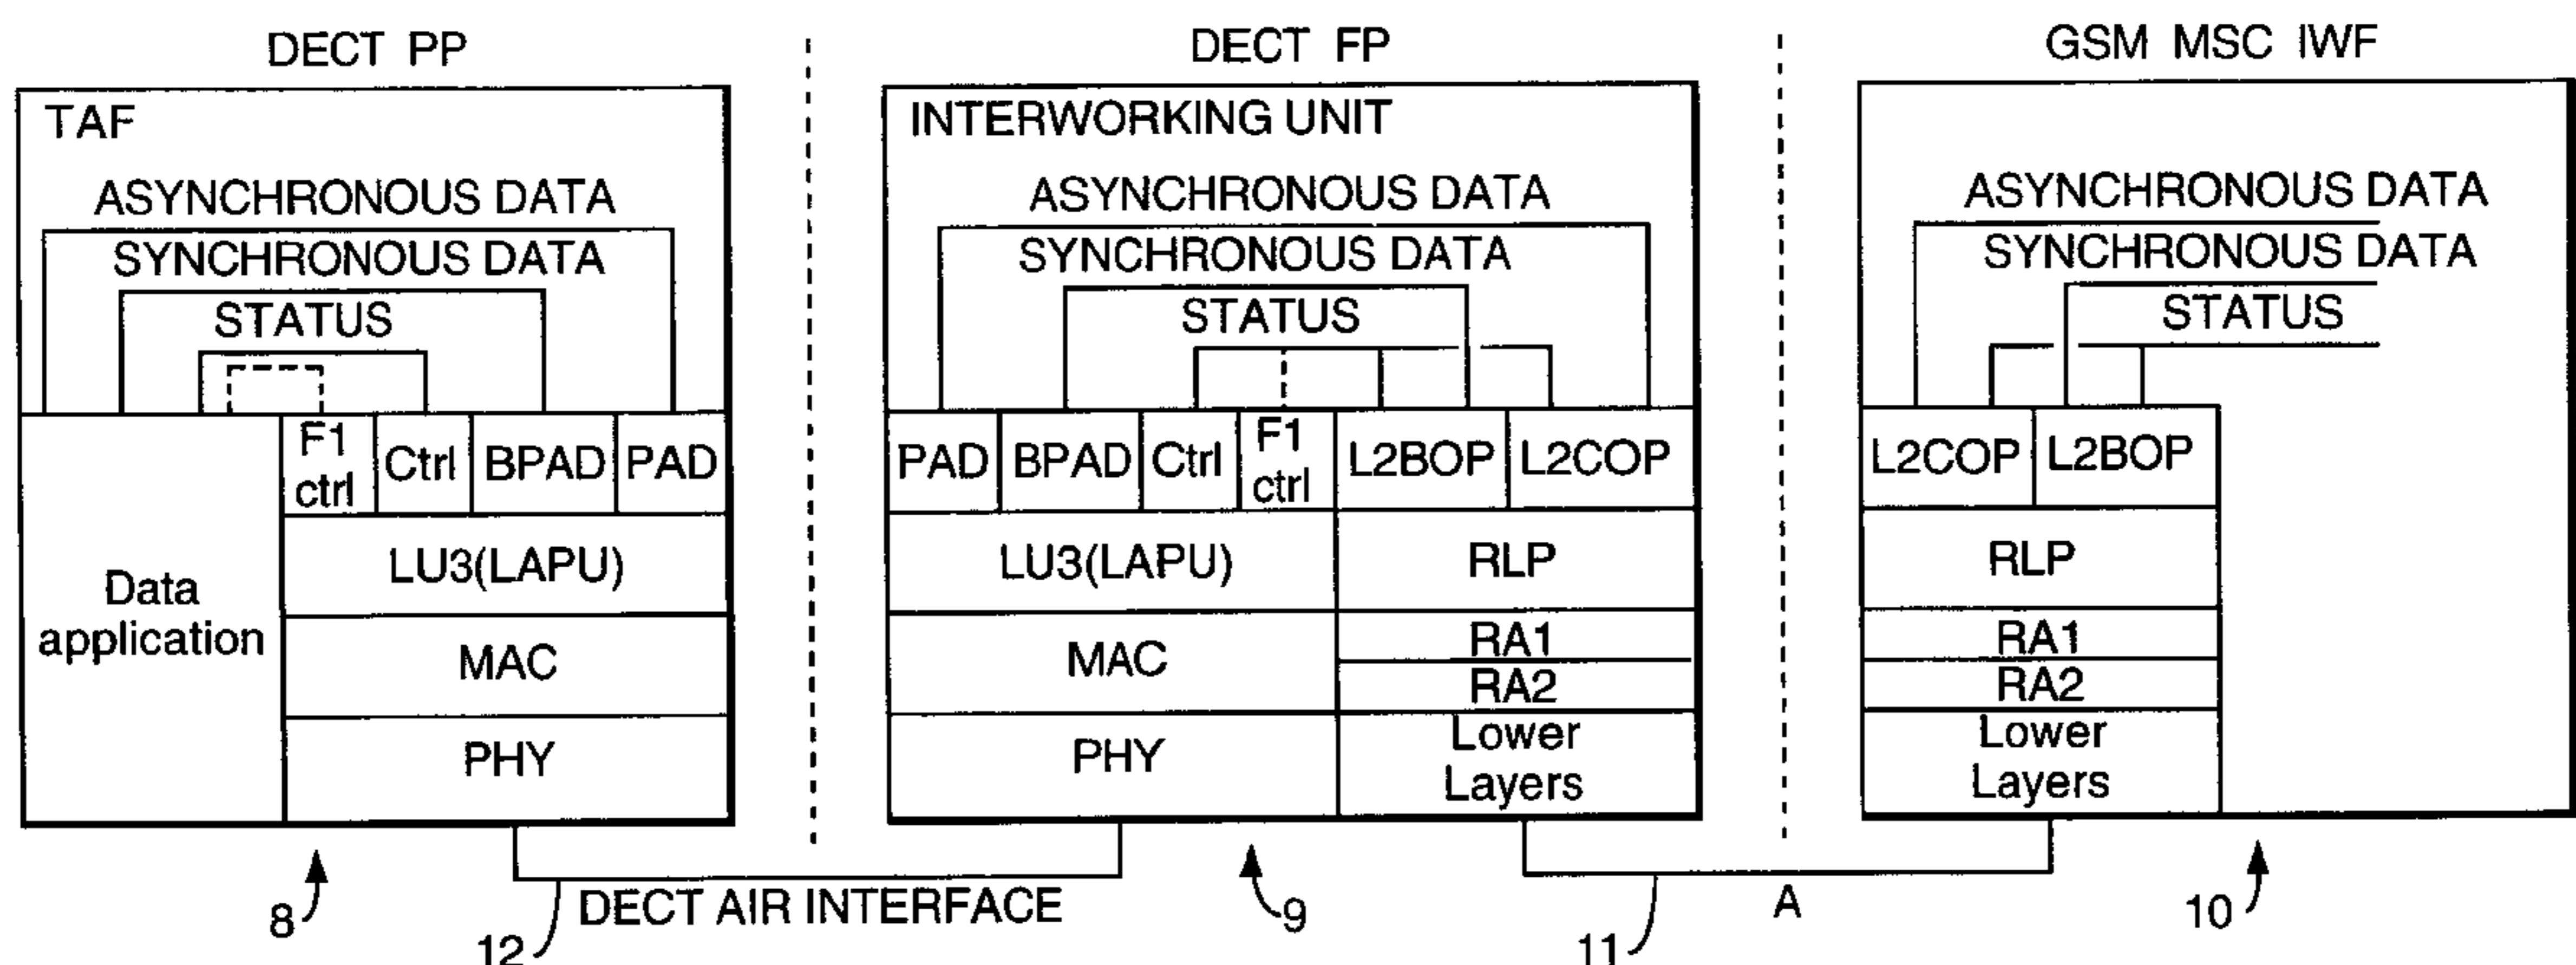 DECT PP
TAF
ASYNCHRONOUS DATA
SYNCHRONOUS DATA
STATUS
Data
application
F1
ctrl
Ctrl
BPAD
PAD
LU3(LAPU)
MAC
PHY
8
12
DECT AIR INTERFACE
DECT FP
INTERWORKING UNIT
ASYNCHRONOUS DATA
SYNCHRONOUS DATA
STATUS
PAD
BPAD
Ctrl
F1
ctrl
L2BOP
L2COP
LU3(LAPU)
RLP
MAC
RA1
RA2
PHY
Lower
Layers
9
11
A
GSM MSC IWF
ASYNCHRONOUS DATA
SYNCHRONOUS DATA
STATUS
L2COP
L2BOP
RLP
RA1
RA2
Lower
Layers
10